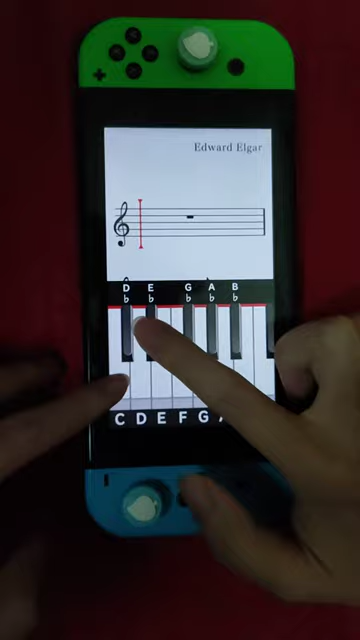 Edward Elgar
D E G A B
♭ ♭ ♭ ♭ ♭
C D E F G